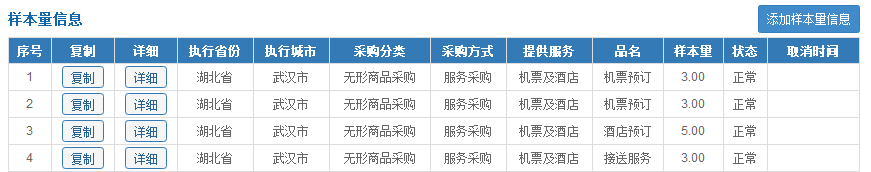 样本量信息 添加样本量信息
序号 复制 详细 执行省份 执行城市 采购分类 采购方式 提供服务 品名 样本量 状态 取消时间
1 复制 详细 湖北省 武汉市 无形商品采购 服务采购 机票及酒店 机票预订 3.00 正常
2 复制 详细 湖北省 武汉市 无形商品采购 服务采购 机票及酒店 机票预订 3.00 正常
3 复制 详细 湖北省 武汉市 无形商品采购 服务采购 机票及酒店 酒店预订 5.00 正常
4 复制 详细 湖北省 武汉市 无形商品采购 服务采购 机票及酒店 接送服务 3.00 正常